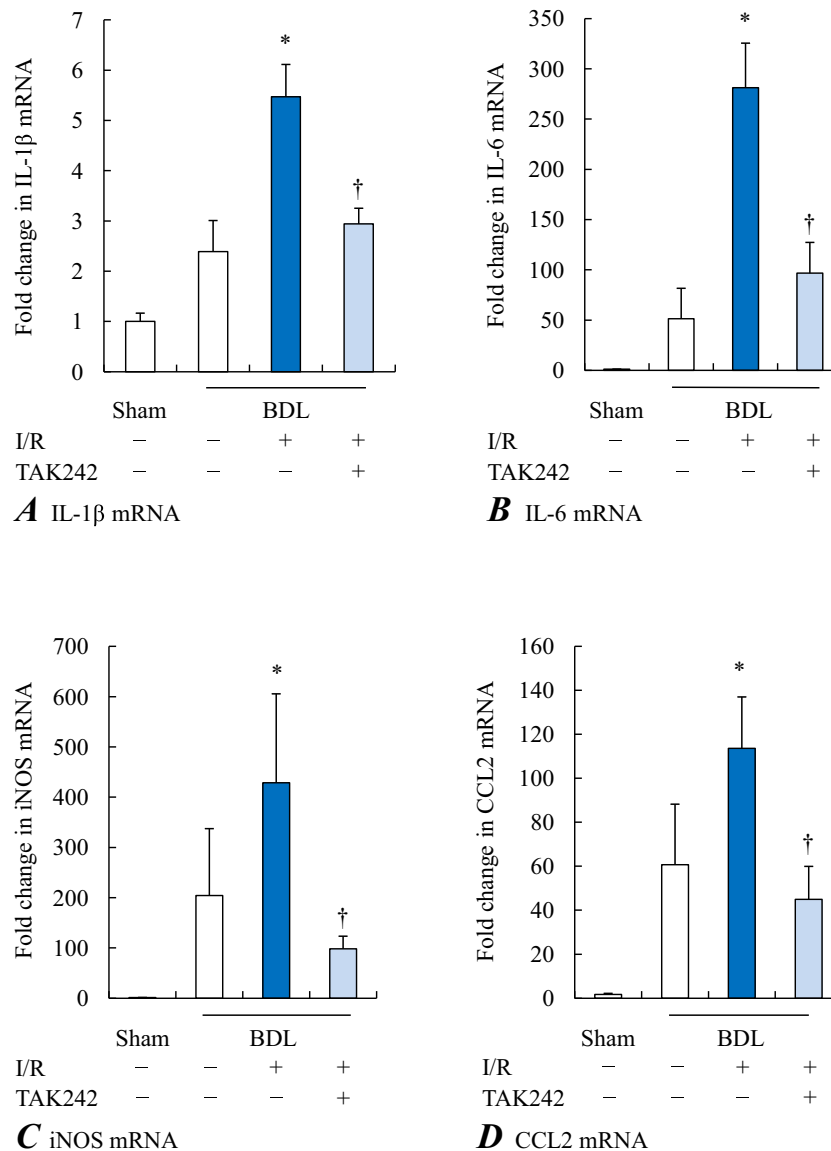 Fold change in IL-1β mRNA
8
7
6
5
4
3
2
1
0
*
†
Sham BDL
I/R – – + +
TAK242 – – – +
A IL-1β mRNA
Fold change in IL-6 mRNA
350
300
250
200
150
100
50
0
*
†
Sham BDL
I/R – – + +
TAK242 – – – +
B IL-6 mRNA
Fold change in iNOS mRNA
700
600
500
400
300
200
100
0
*
†
Sham BDL
I/R – – + +
TAK242 – – – +
C iNOS mRNA
Fold change in CCL2 mRNA
160
140
120
100
80
60
40
20
0
*
†
Sham BDL
I/R – – + +
TAK242 – – – +
D CCL2 mRNA